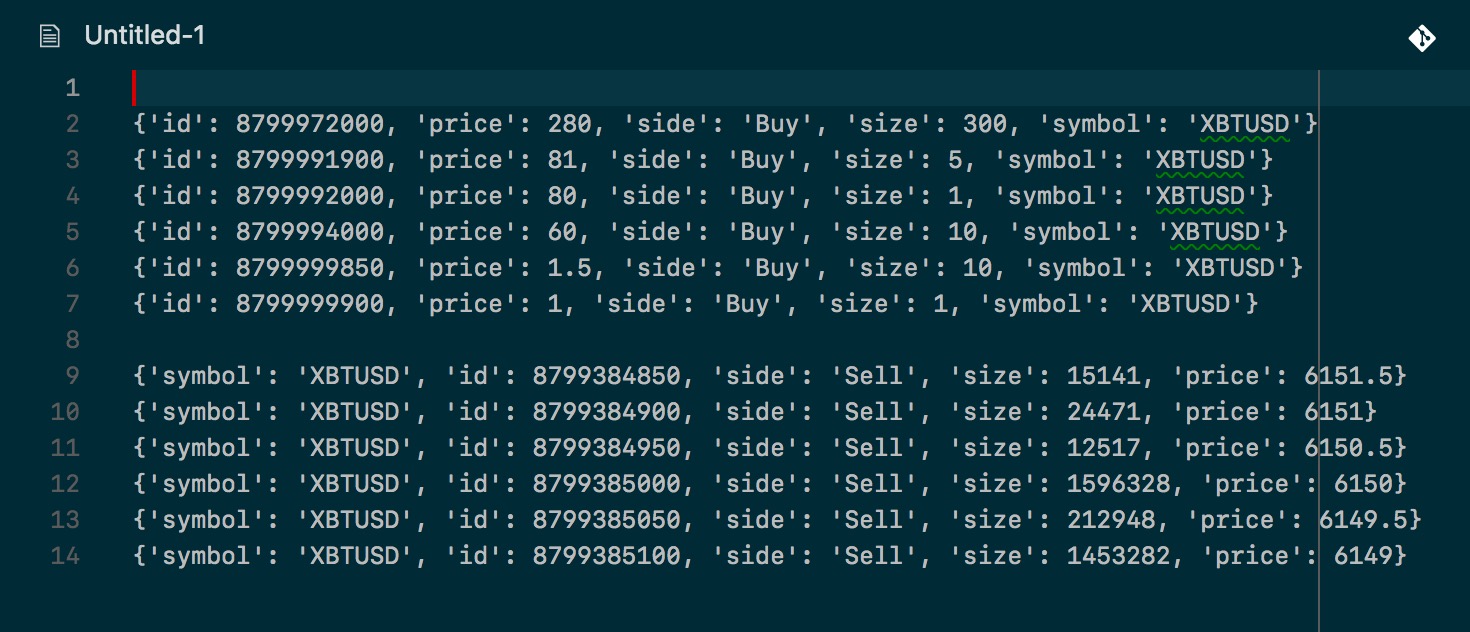 Untitled-1
1
2 {'id': 8799972000, 'price': 280, 'side': 'Buy', 'size': 300, 'symbol': 'XBTUSD'}
3 {'id': 8799991900, 'price': 81, 'side': 'Buy', 'size': 5, 'symbol': 'XBTUSD'}
4 {'id': 8799992000, 'price': 80, 'side': 'Buy', 'size': 1, 'symbol': 'XBTUSD'}
5 {'id': 8799994000, 'price': 60, 'side': 'Buy', 'size': 10, 'symbol': 'XBTUSD'}
6 {'id': 8799999850, 'price': 1.5, 'side': 'Buy', 'size': 10, 'symbol': 'XBTUSD'}
7 {'id': 8799999900, 'price': 1, 'side': 'Buy', 'size': 1, 'symbol': 'XBTUSD'}
8
9 {'symbol': 'XBTUSD', 'id': 8799384850, 'side': 'Sell', 'size': 15141, 'price': 6151.5}
10 {'symbol': 'XBTUSD', 'id': 8799384900, 'side': 'Sell', 'size': 24471, 'price': 6151}
11 {'symbol': 'XBTUSD', 'id': 8799384950, 'side': 'Sell', 'size': 12517, 'price': 6150.5}
12 {'symbol': 'XBTUSD', 'id': 8799385000, 'side': 'Sell', 'size': 1596328, 'price': 6150}
13 {'symbol': 'XBTUSD', 'id': 8799385050, 'side': 'Sell', 'size': 212948, 'price': 6149.5}
14 {'symbol': 'XBTUSD', 'id': 8799385100, 'side': 'Sell', 'size': 1453282, 'price': 6149}